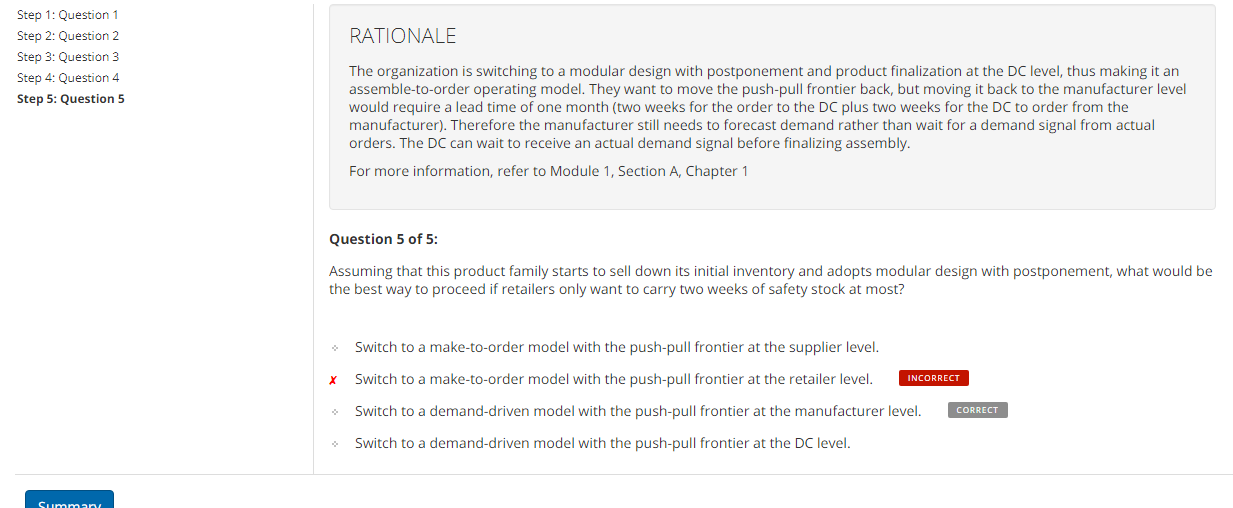 Step 1: Question 1
Step 2: Question 2
Step 3: Question 3
Step 4: Question 4
Step 5: Question 5
RATIONALE
The organization is switching to a modular design with postponement and product finalization at the DC level, thus making it an
assemble-to-order operating model. They want to move the push-pull frontier back, but moving it back to the manufacturer level
would require a lead time of one month (two weeks for the order to the DC plus two weeks for the DC to order from the
manufacturer). Therefore the manufacturer still needs to forecast demand rather than wait for a demand signal from actual
orders. The DC can wait to receive an actual demand signal before finalizing assembly.
For more information, refer to Module 1, Section A, Chapter 1
Question 5 of 5:
Assuming that this product family starts to sell down its initial inventory and adopts modular design with postponement, what would be
the best way to proceed if retailers only want to carry two weeks of safety stock at most?
Switch to a make-to-order model with the push-pull frontier at the supplier level.
✗ Switch to a make-to-order model with the push-pull frontier at the retailer level. INCORRECT
Switch to a demand-driven model with the push-pull frontier at the manufacturer level. CORRECT
Switch to a demand-driven model with the push-pull frontier at the DC level.
Summary